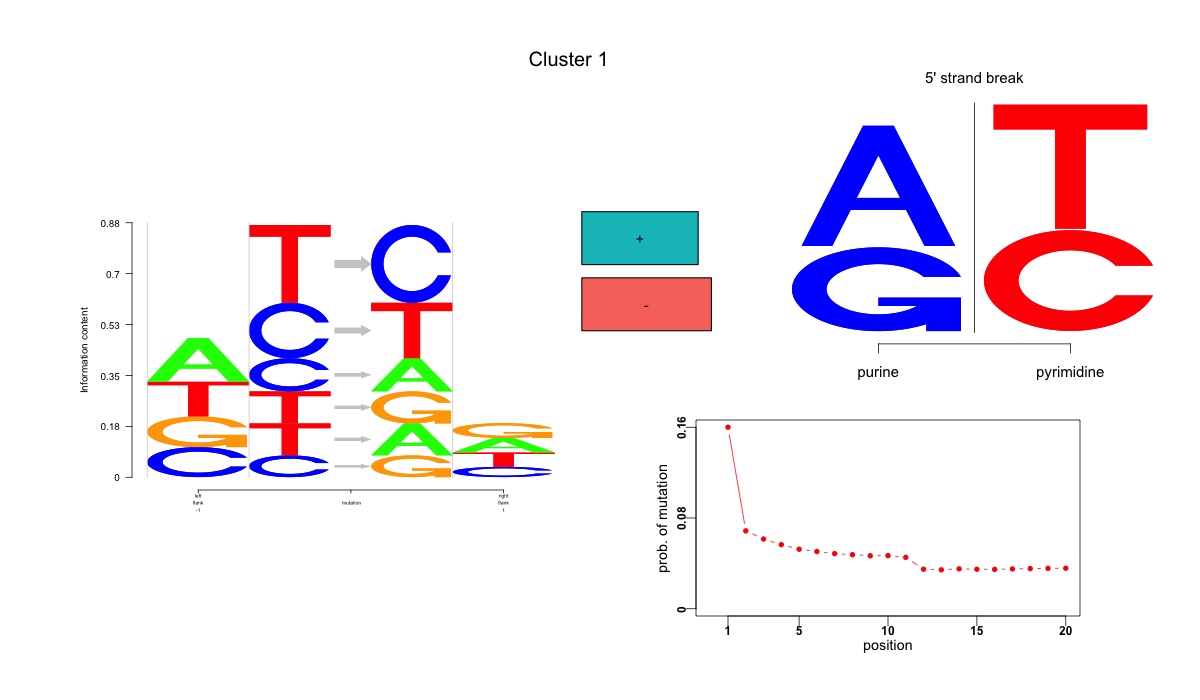 Cluster 1
5' strand break
A T
G C
purine pyrimidine
+
-
Information content
0.88
0.7
0.53
0.35
0.18
0
A
T
G
C
T C
C T
C A
T G
T A
C G
G
A
T
C
left
flank
-1
mutation
right
flank
1
prob. of mutation
0.16
0.08
0
1 5 10 15 20
position